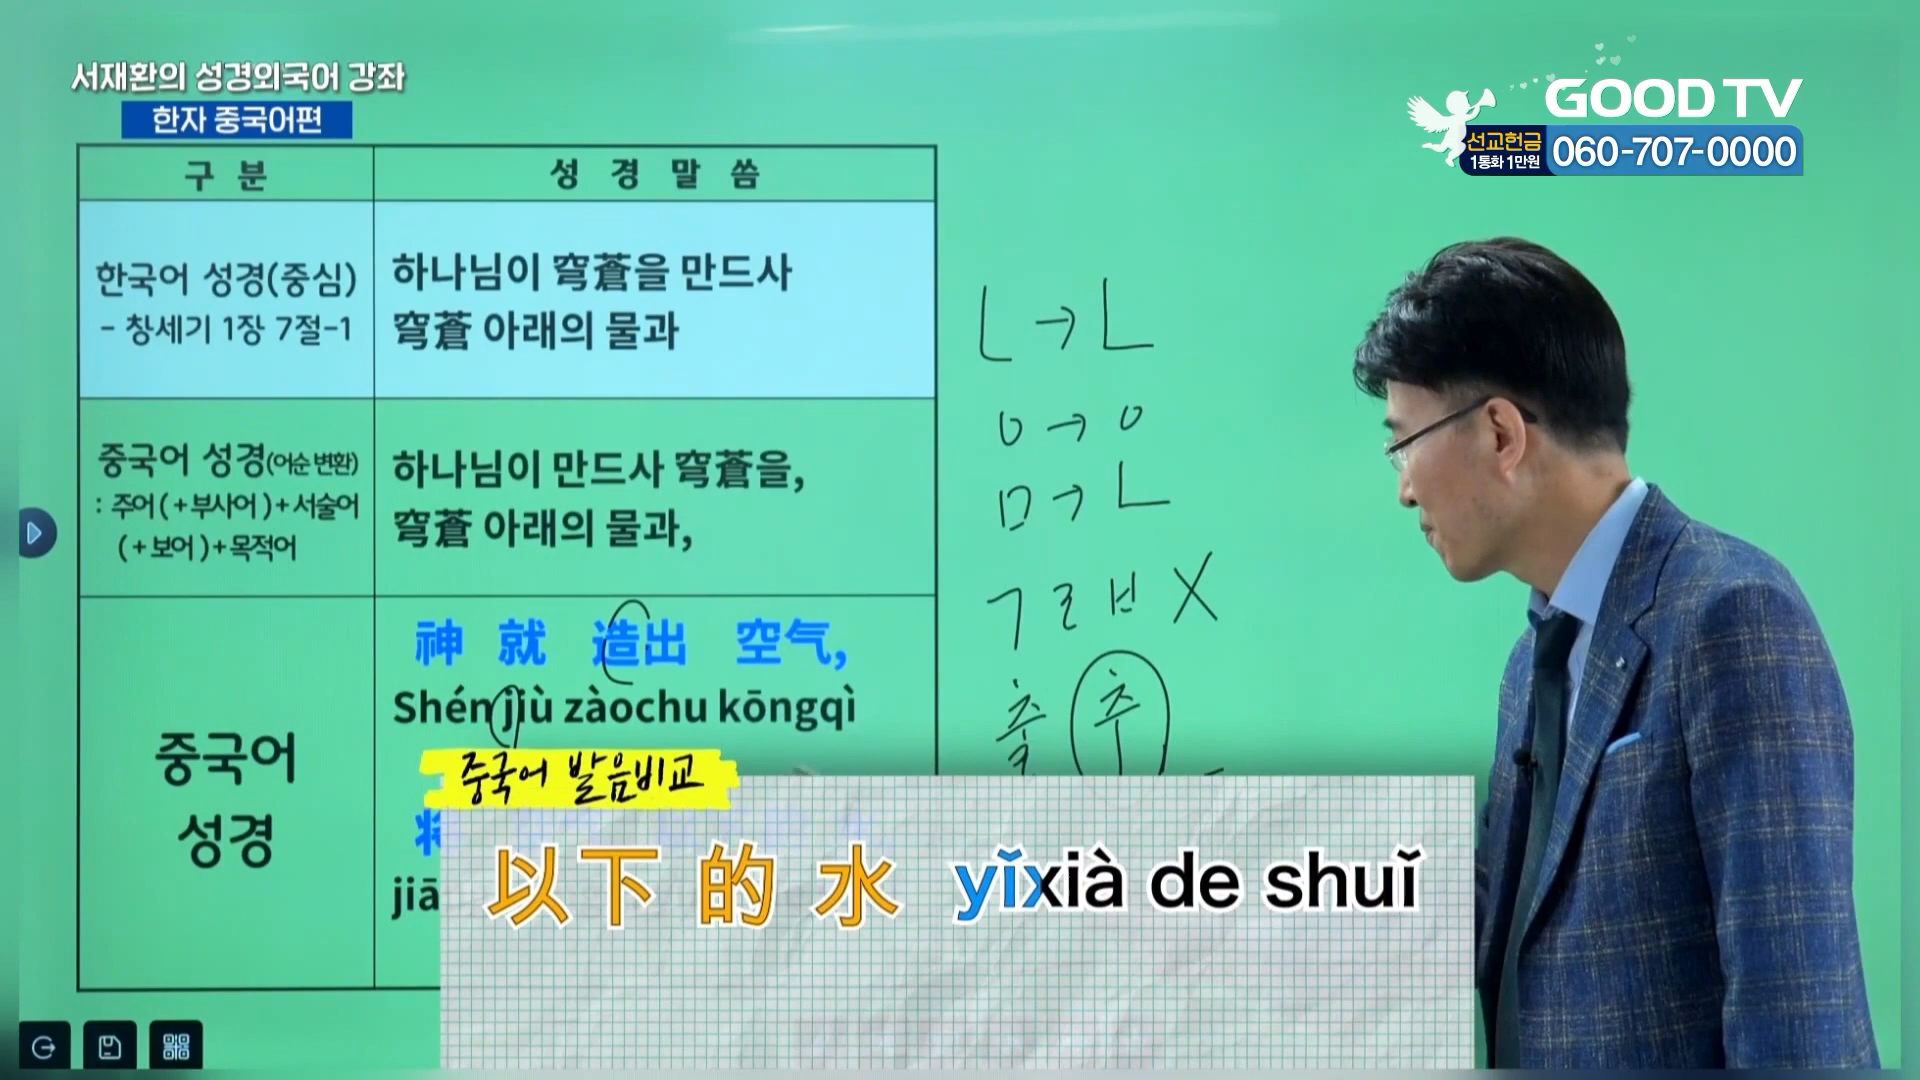 서재환의 성경외국어 강좌
한자 중국어편
GOOD TV
선교헌금
1통화 1만원
060-707-0000
구 분
성 경 말 씀
한국어 성경(중심)
- 창세기 1장 7절-1
하나님이 穹蒼을 만드사
穹蒼 아래의 물과
중국어 성경(어순 변환)
: 주어 ( + 부사어 ) + 서술어
( + 보어 ) + 목적어
하나님이 만드사 穹蒼을,
穹蒼 아래의 물과,
중국어
성경
神 就 造出 空气,
Shén jiù zàochu kōngqì
将
jiā
ㄴ → ㄴ
ㅇ → ㅇ
ㅁ → ㄴ
ㄱ ㄹ ㅂ X
출 추
중국어 발음비교
以下 的 水 yǐxià de shuǐ